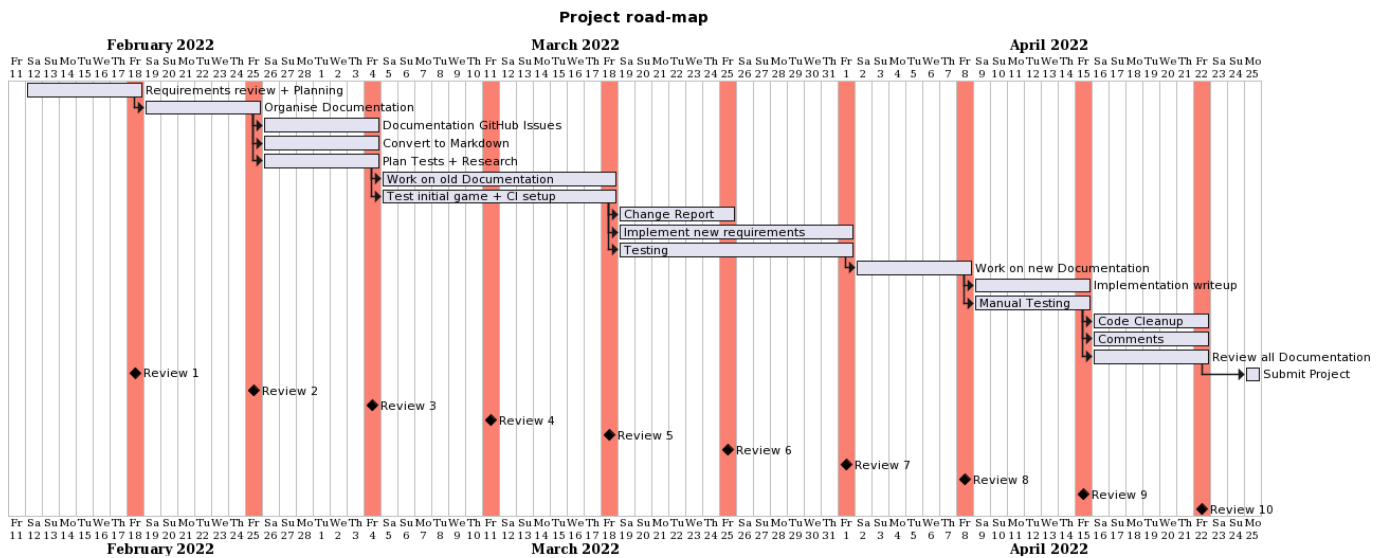 Project road-map
February 2022 March 2022 April 2022
Fr Sa Su Mo Tu We Th Fr Sa Su Mo Tu We Th Fr Sa Su Mo Tu We Th Fr Sa Su Mo Tu We Th Fr Sa Su Mo Tu We Th Fr Sa Su Mo Tu We Th Fr Sa Su Mo Tu We Th Fr Sa Su Mo Tu We Th Fr Sa Su Mo Tu We Th Fr Sa Su Mo Tu We Th Fr Sa Su Mo
11 12 13 14 15 16 17 18 19 20 21 22 23 24 25 26 27 28 1 2 3 4 5 6 7 8 9 10 11 12 13 14 15 16 17 18 19 20 21 22 23 24 25 26 27 28 29 30 31 1 2 3 4 5 6 7 8 9 10 11 12 13 14 15 16 17 18 19 20 21 22 23 24 25
Requirements review + Planning
Organise Documentation
Documentation GitHub Issues
Convert to Markdown
Plan Tests + Research
Work on old Documentation
Test initial game + CI setup
Change Report
Implement new requirements
Testing
Work on new Documentation
Implementation writeup
Manual Testing
Code Cleanup
Comments
Review all Documentation
Review 1
Submit Project
Review 2
Review 3
Review 4
Review 5
Review 6
Review 7
Review 8
Review 9
Review 10
Fr Sa Su Mo Tu We Th Fr Sa Su Mo Tu We Th Fr Sa Su Mo Tu We Th Fr Sa Su Mo Tu We Th Fr Sa Su Mo Tu We Th Fr Sa Su Mo Tu We Th Fr Sa Su Mo Tu We Th Fr Sa Su Mo Tu We Th Fr Sa Su Mo Tu We Th Fr Sa Su Mo Tu We Th Fr Sa Su Mo
11 12 13 14 15 16 17 18 19 20 21 22 23 24 25 26 27 28 1 2 3 4 5 6 7 8 9 10 11 12 13 14 15 16 17 18 19 20 21 22 23 24 25 26 27 28 29 30 31 1 2 3 4 5 6 7 8 9 10 11 12 13 14 15 16 17 18 19 20 21 22 23 24 25
February 2022 March 2022 April 2022